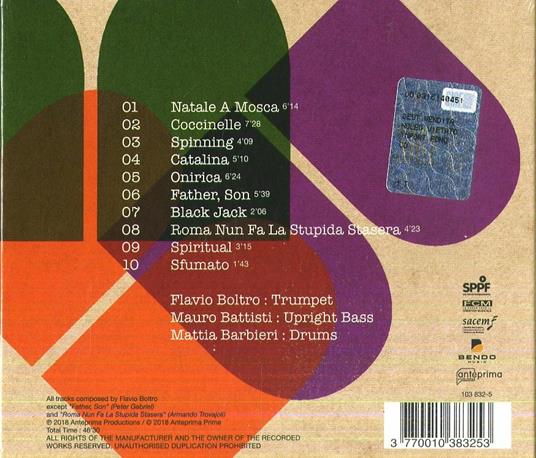 01 Natale A Mosca 6'14
02 Coccinelle 7'28
03 Spinning 4'09
04 Catalina 5'10
05 Onirica 6'24
06 Father, Son 5'39
07 Black Jack 2'06
08 Roma Nun Fa La Stupida Stasera 4'23
09 Spiritual 3'15
10 Sfumato 1'43
Flavio Boltro : Trumpet
Mauro Battisti : Upright Bass
Mattia Barbieri : Drums
SPPF
FCM
sacem
BENDO
MUSIC
anteprima
103 832-5
All tracks composed by Flavio Boltro
except "Father, Son" (Peter Gabriel)
and "Roma Nun Fa La Stupida Stasers" (Armando Trovajoli)
℗ 2018 Anteprima Productions / © 2018 Anteprima Prime
Total Time : 46'30
ALL RIGHTS OF THE MANUFACTURER AND THE OWNER OF THE RECORDED
WORKS RESERVED. UNAUTHORISED DUPLICATION PROHIBITED
3 770010 383253